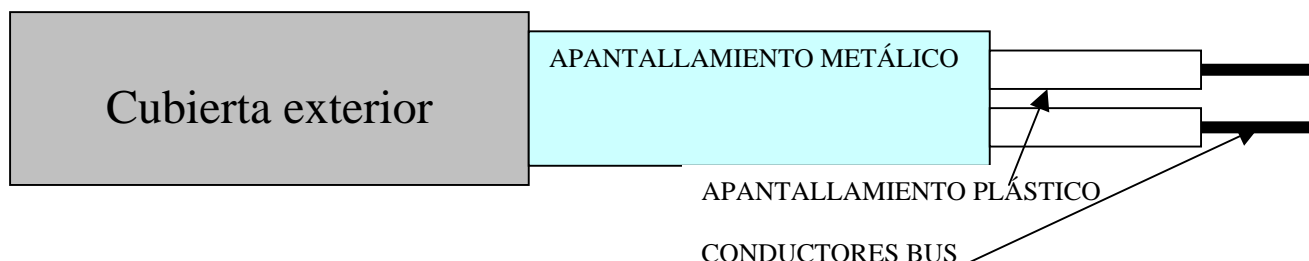 APANTALLAMIENTO METÁLICO
Cubierta exterior
APANTALLAMIENTO PLÁSTICO
CONDUCTORES BUS